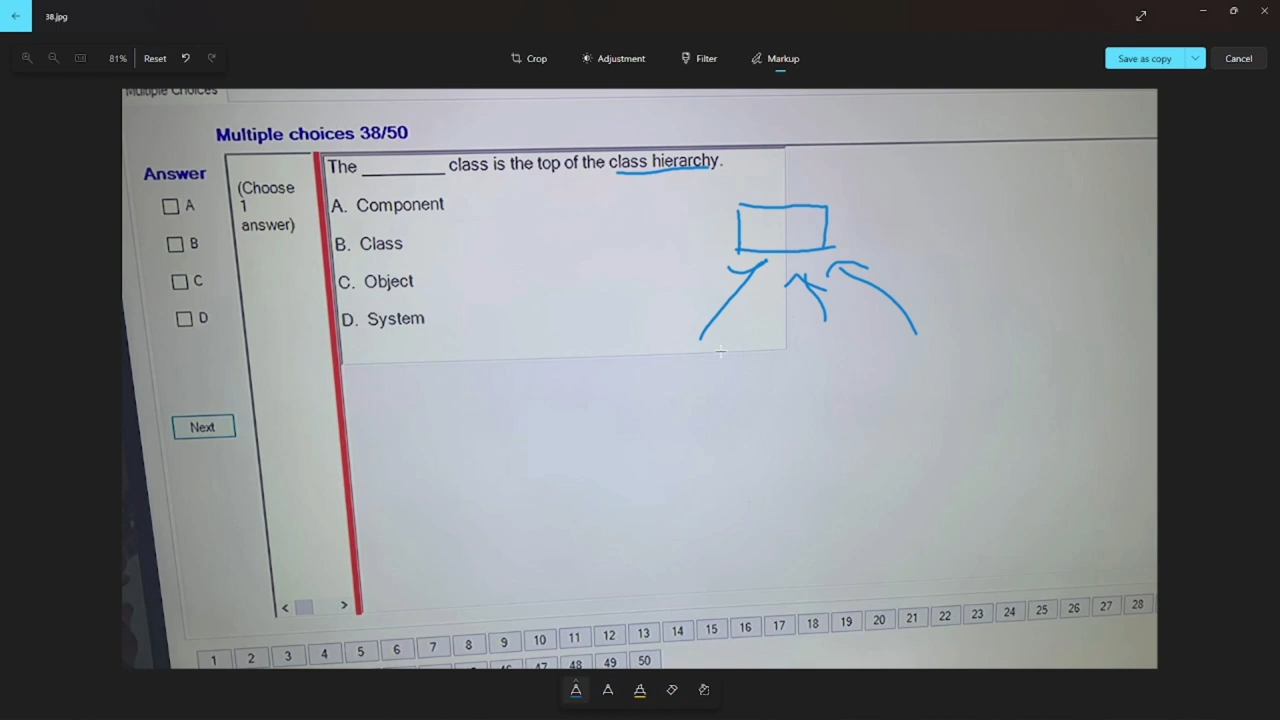 38.jpg
81%
Reset
Crop
Adjustment
Filter
Markup
Save as copy
Cancel
Multiple Choices
Multiple choices 38/50
Answer
A
B
C
D
(Choose
1
answer)
The ________ class is the top of the class hierarchy.
A. Component
B. Class
C. Object
D. System
Next
1 2 3 4 5 6 7 8 9 10 11 12 13 14 15 16 17 18 19 20 21 22 23 24 25 26 27 28
47 48 49 50